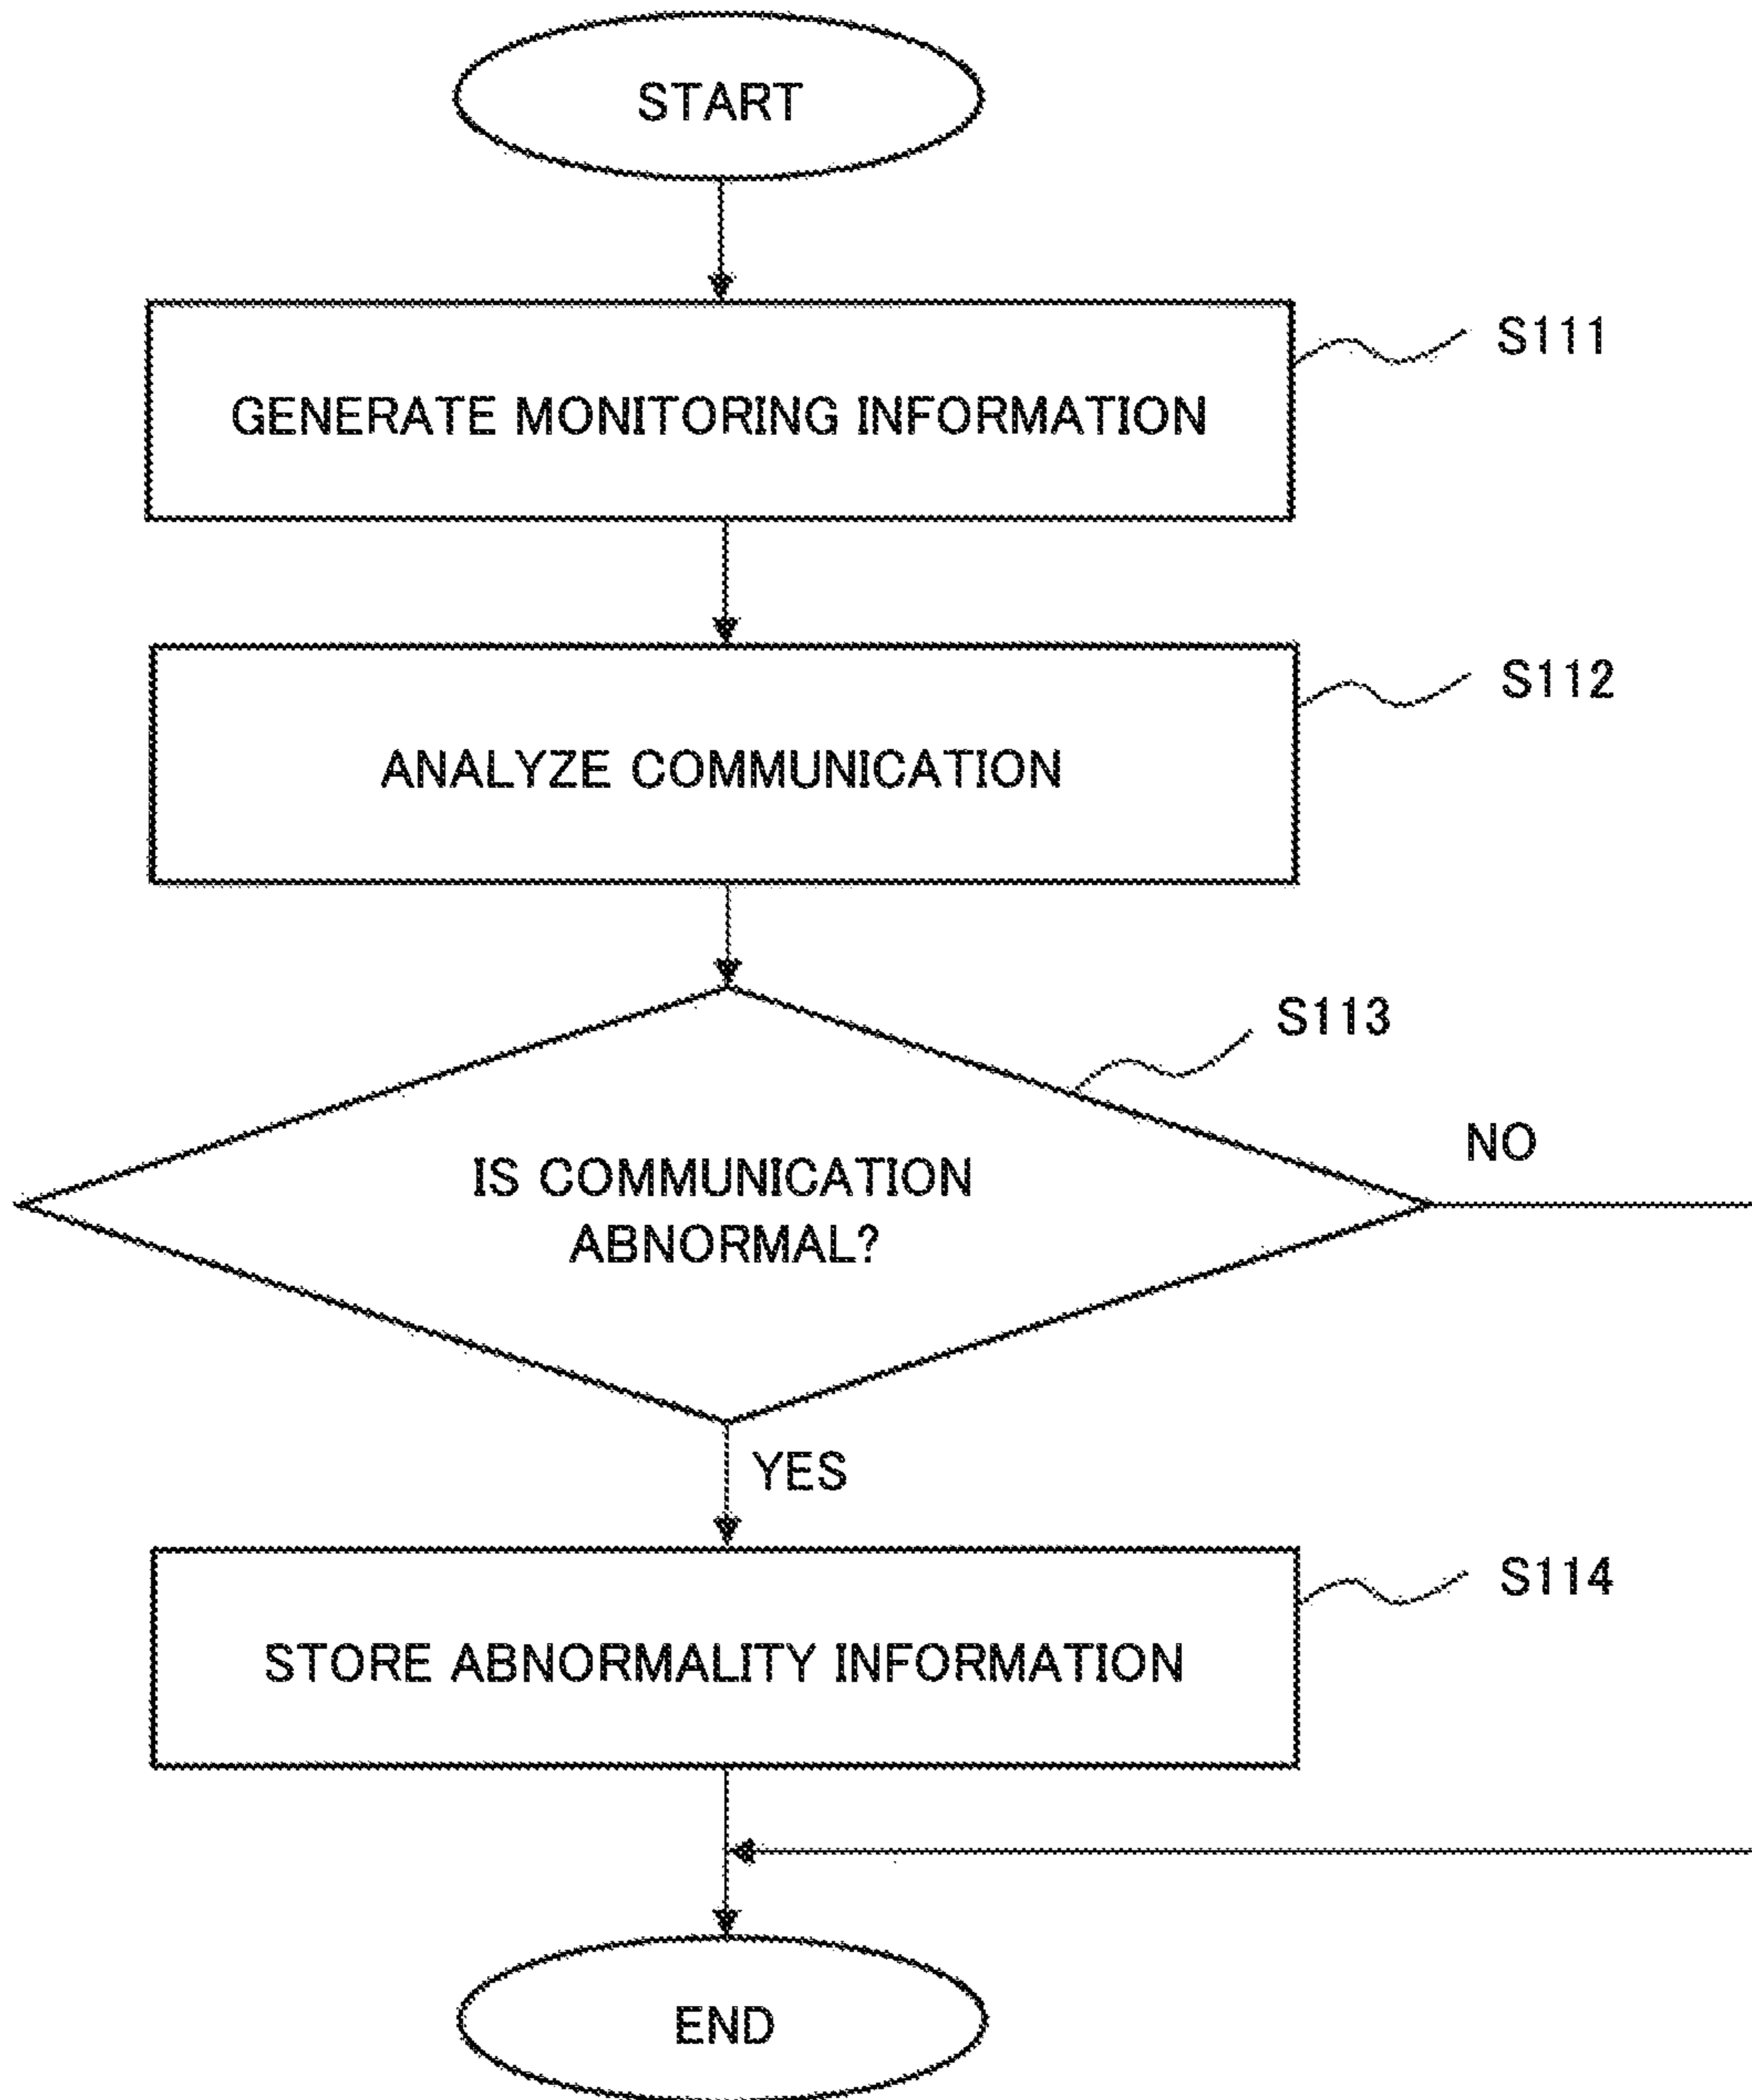 START
S111
GENERATE MONITORING INFORMATION
S112
ANALYZE COMMUNICATION
S113
NO
IS COMMUNICATION
ABNORMAL?
YES
S114
STORE ABNORMALITY INFORMATION
END